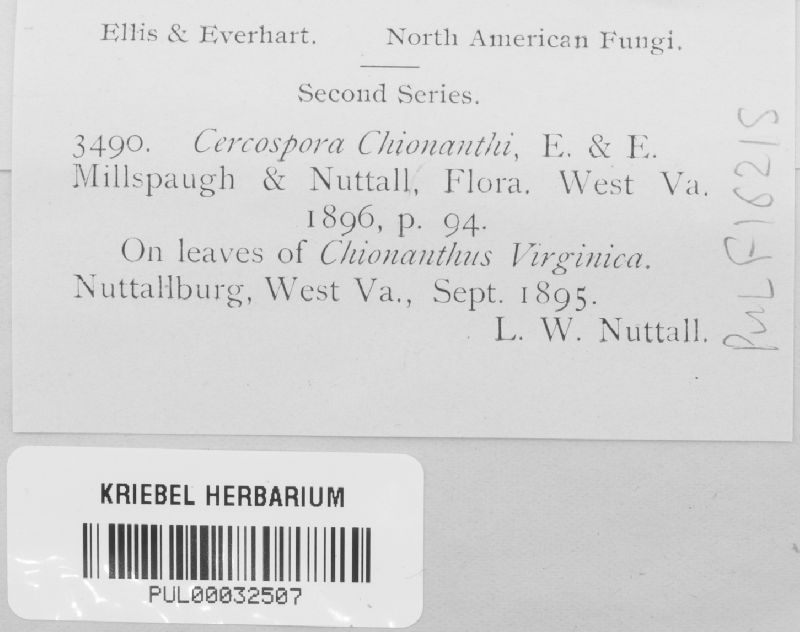 Ellis & Everhart. North American Fungi.
Second Series.
3490. Cercospora Chionanthi, E. & E.
Millspaugh & Nuttall, Flora. West Va.
1896, p. 94.
On leaves of Chionanthus Virginica.
Nuttallburg, West Va., Sept. 1895.
L. W. Nuttall.
PUL F16215
KRIEBEL HERBARIUM
PUL00032507